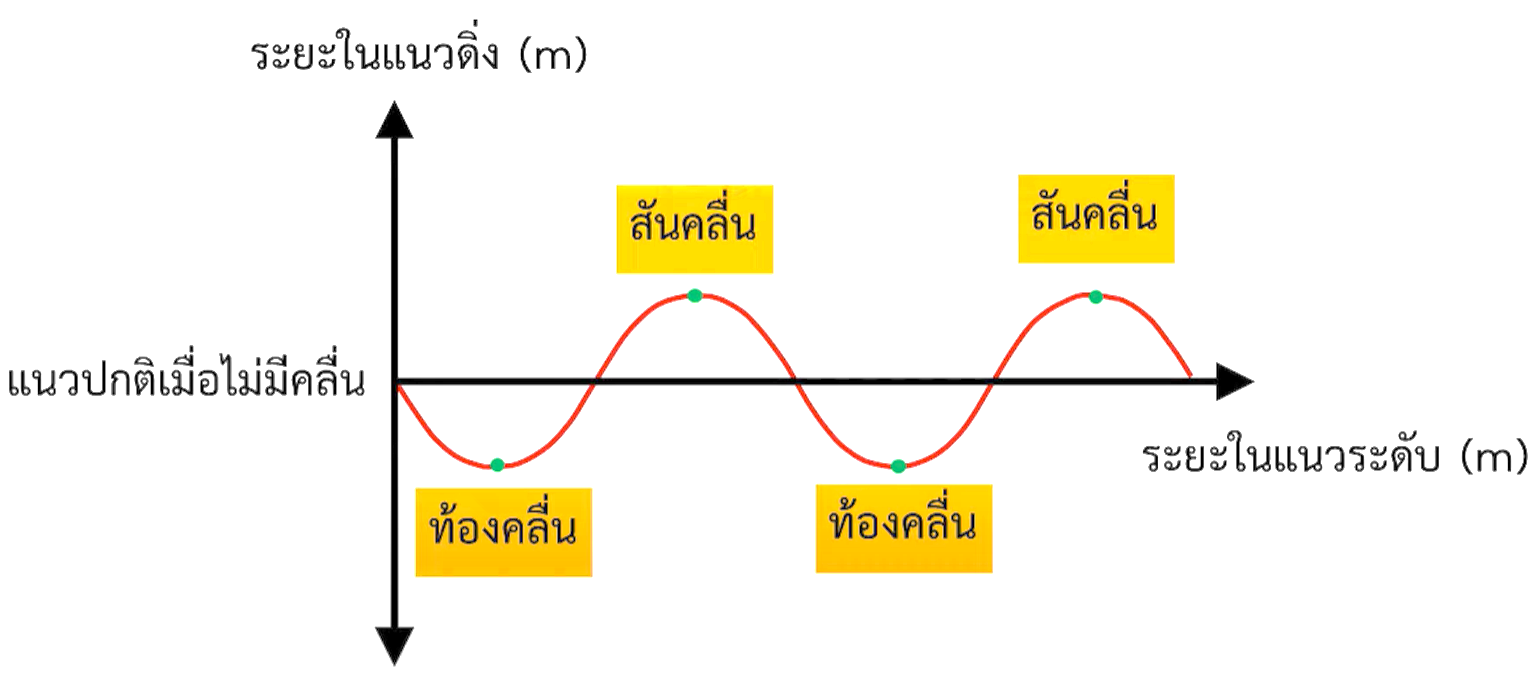 ระยะในแนวดิ่ง (m)
สันคลื่น
สันคลื่น
แนวปกติเมื่อไม่มีคลื่น
ระยะในแนวระดับ (m)
ท้องคลื่น
ท้องคลื่น